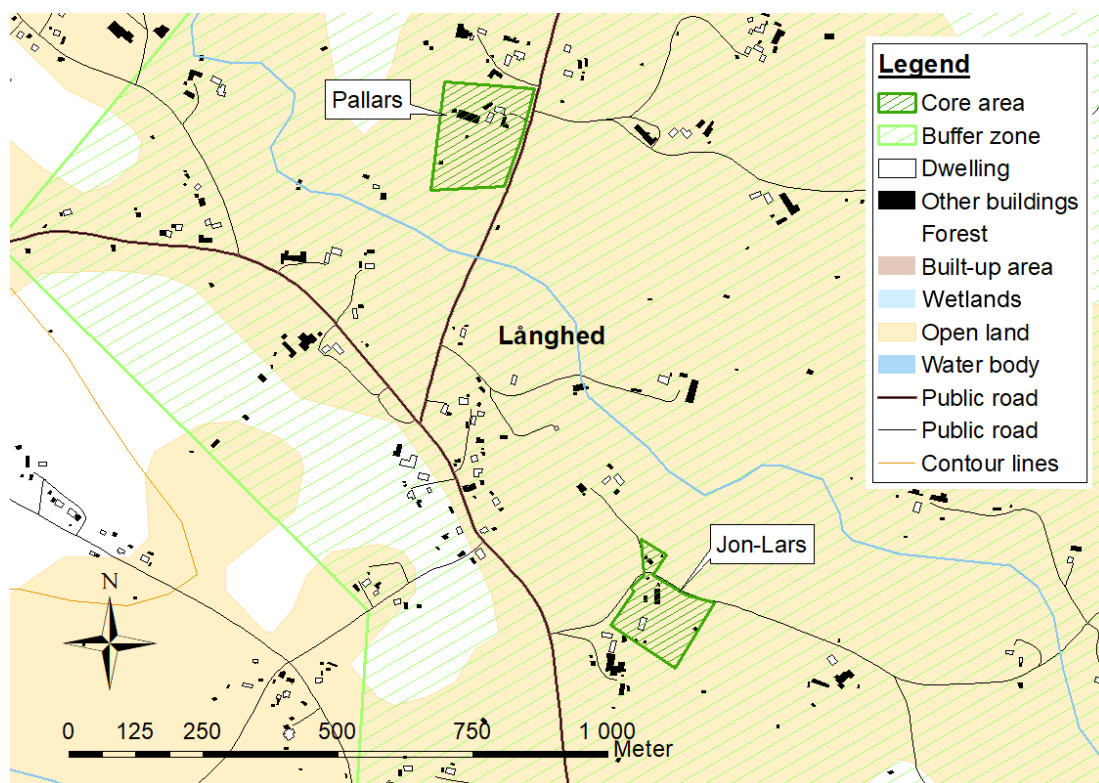 Pallars
Långhed
Jon-Lars
Legend
Core area
Buffer zone
Dwelling
Other buildings
Forest
Built-up area
Wetlands
Open land
Water body
Public road
Public road
Contour lines
N
0 125 250 500 750 1 000
Meter